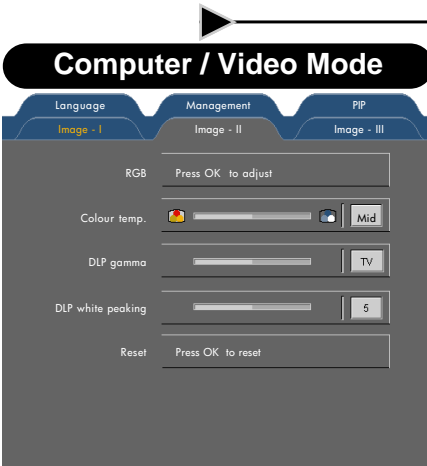 Computer / Video Mode
Language Management PIP
Image - I Image - II Image - III
RGB Press OK to adjust
Colour temp. Mid
DLP gamma TV
DLP white peaking 5
Reset Press OK to reset